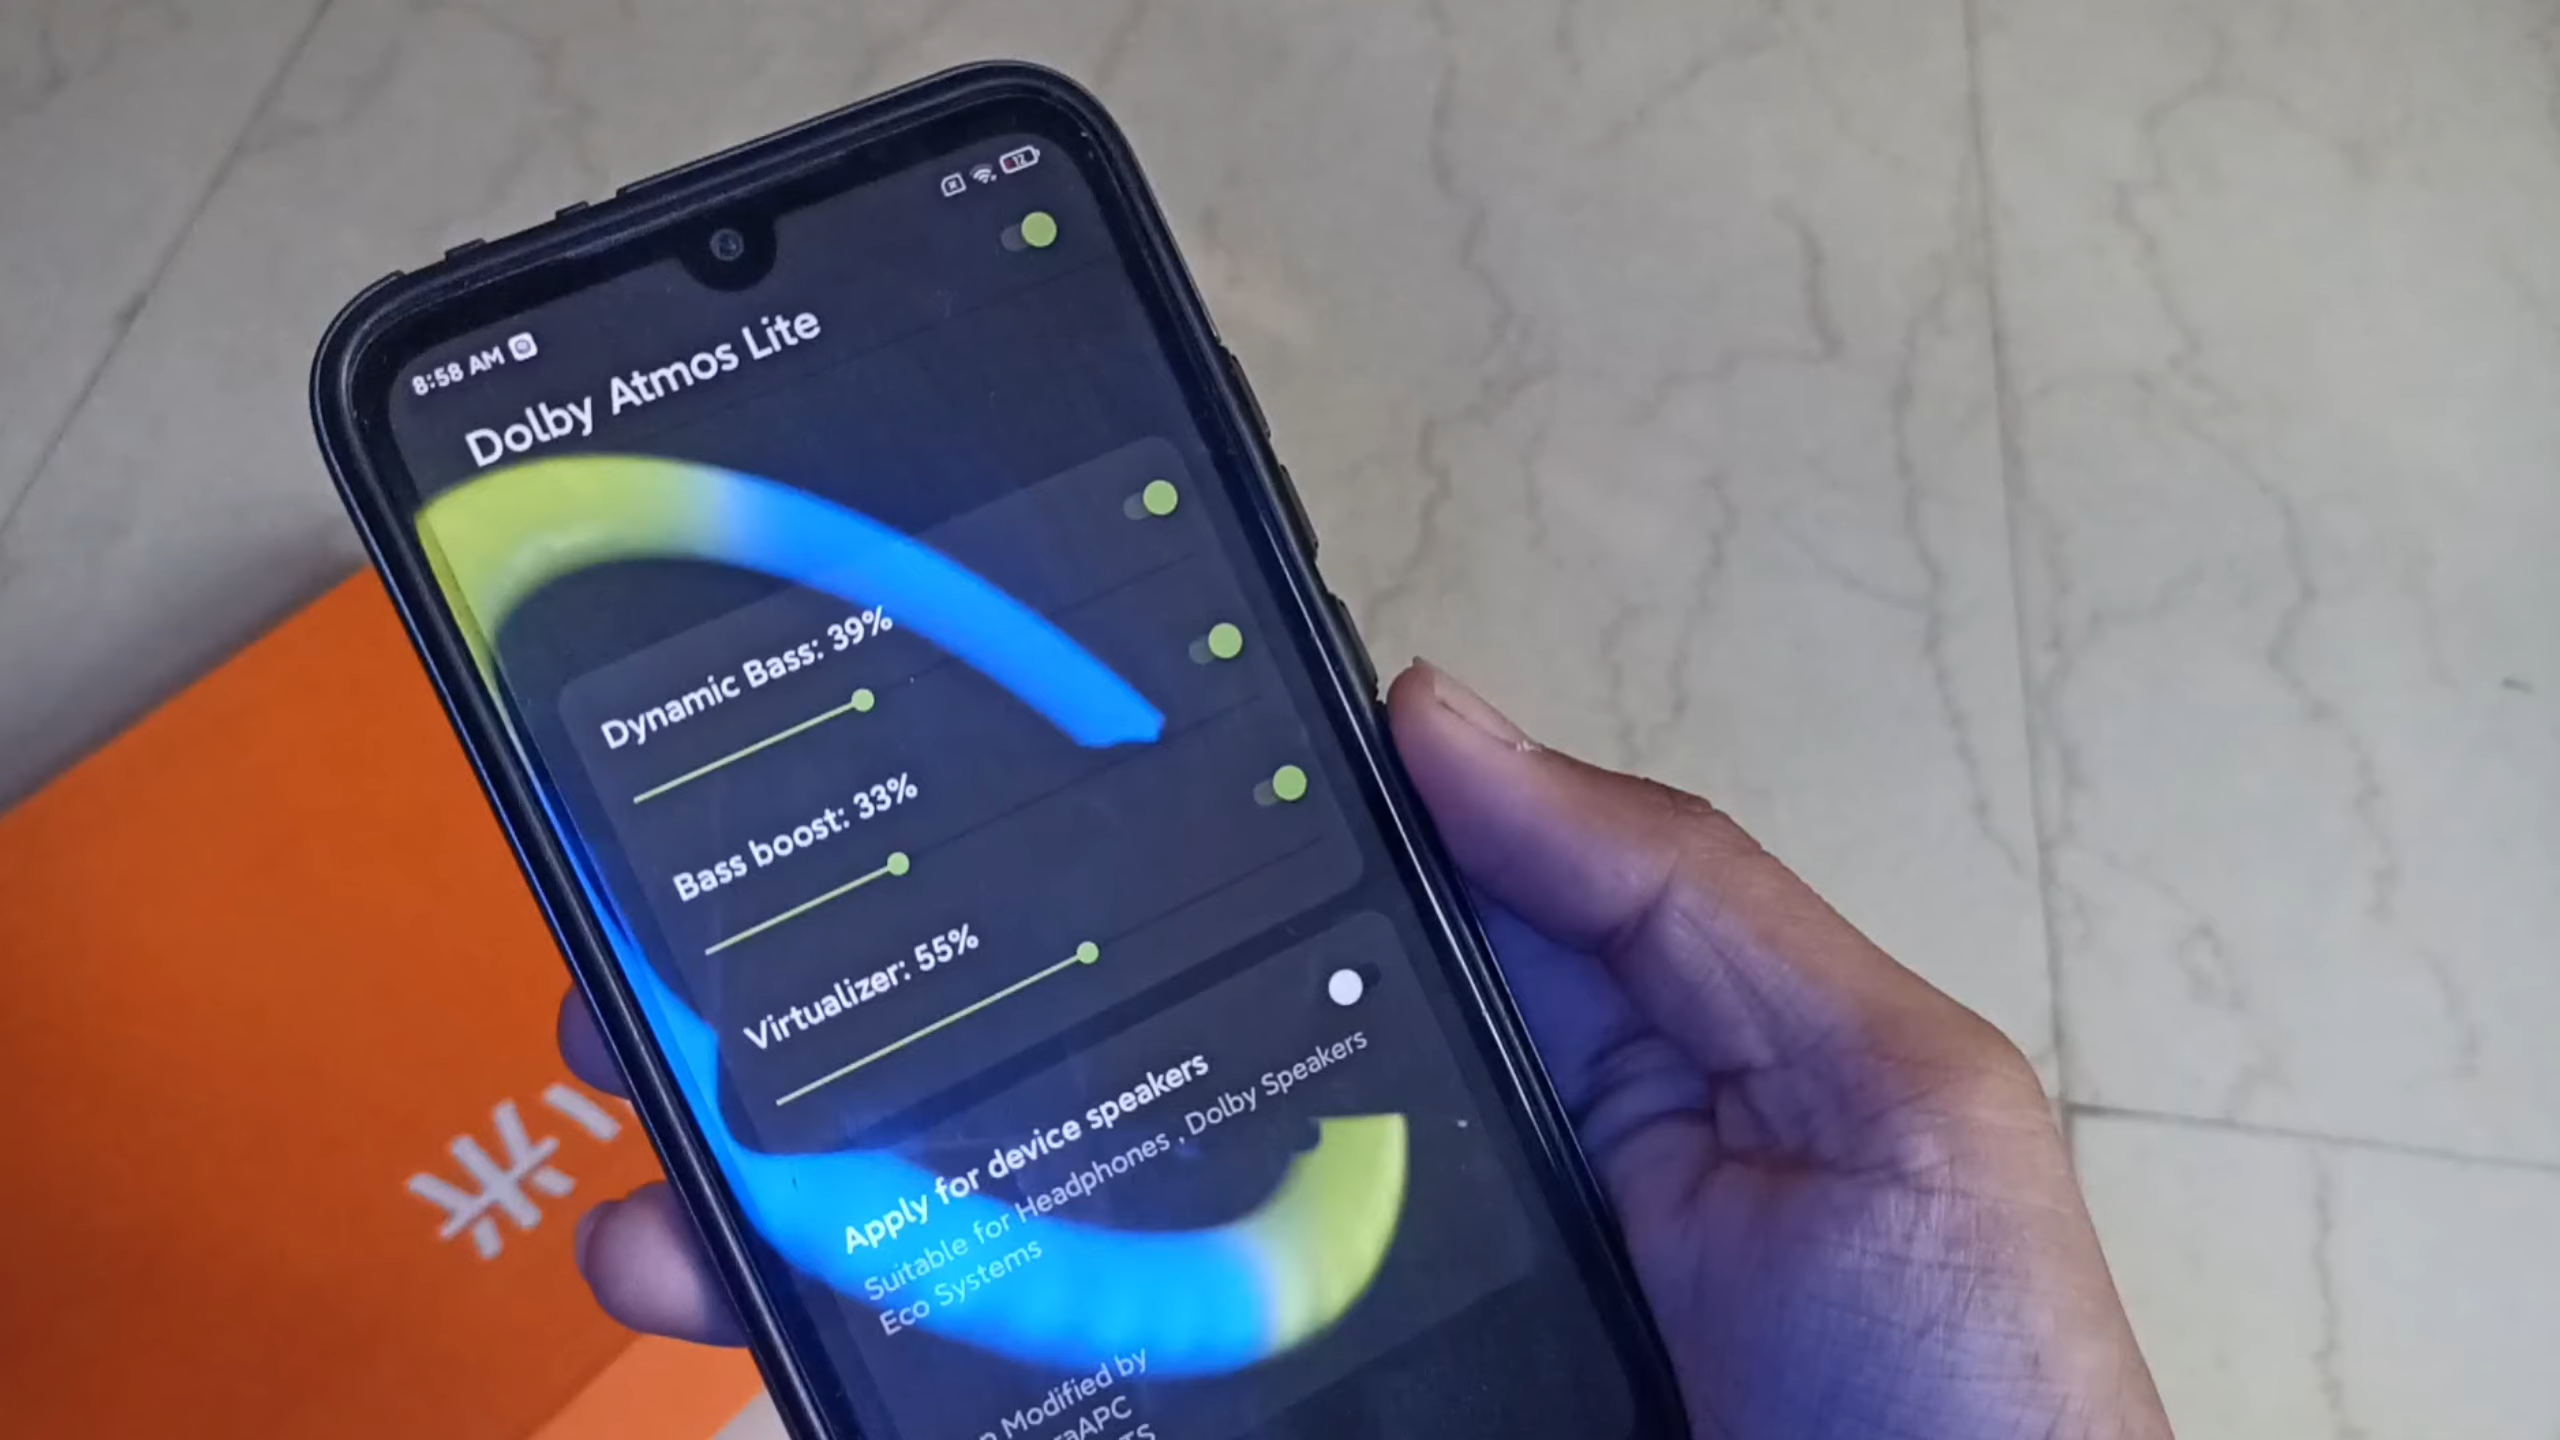 8:58 AM
12
Dolby Atmos Lite
Dynamic Bass: 39%
Bass boost: 33%
Virtualizer: 55%
Apply for device speakers
Suitable for Headphones , Dolby Speakers
Eco Systems
Modified by